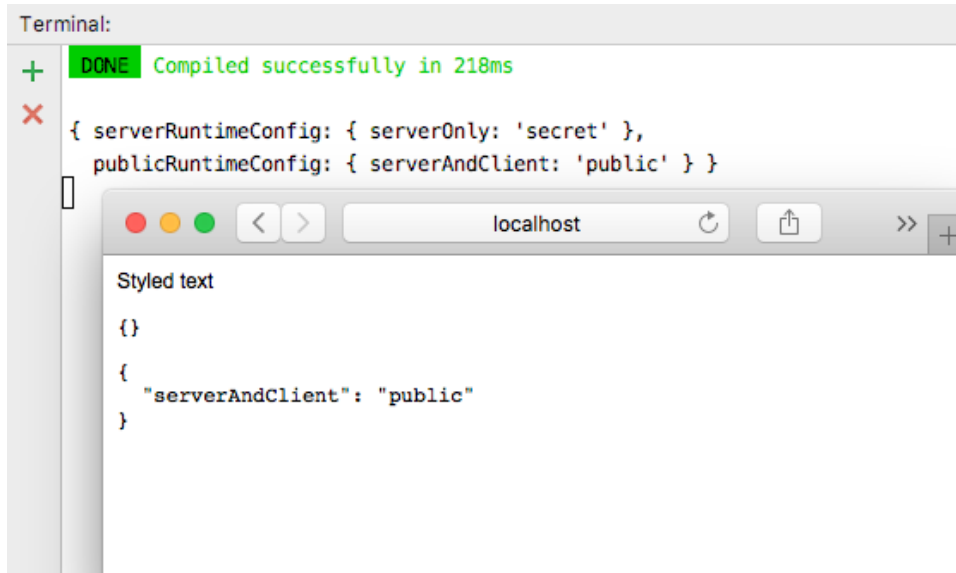 Terminal:
DONE Compiled successfully in 218ms
{ serverRuntimeConfig: { serverOnly: 'secret' },
publicRuntimeConfig: { serverAndClient: 'public' } }
localhost
Styled text
{}
{
"serverAndClient": "public"
}